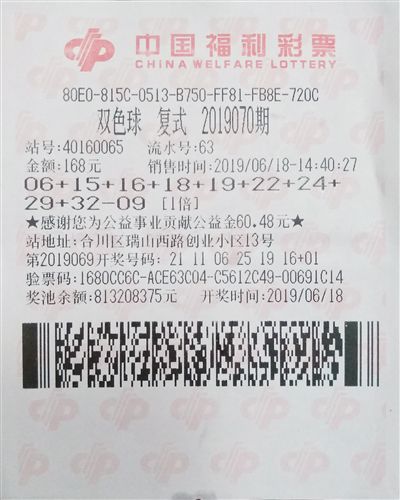 中国福利彩票
CHINA WELFARE LOTTERY
80E0-815C-0513-B750-FF81-FB8E-720C
双色球 复式 2019070期
站号:40160065 流水号:63
金额:168元 销售时间:2019/06/18-14:40:27
06+15+16+18+19+22+24+
29+32-09 [1倍]
★感谢您为公益事业贡献公益金60.48元★
站地址:合川区瑞山西路创业小区13号
第2019069开奖号码: 21 11 06 25 19 16+01
验票码:1680CC6C-ACE63C04-C5612C49-00691C14
奖池余额:813208375元 开奖时间:2019/06/18